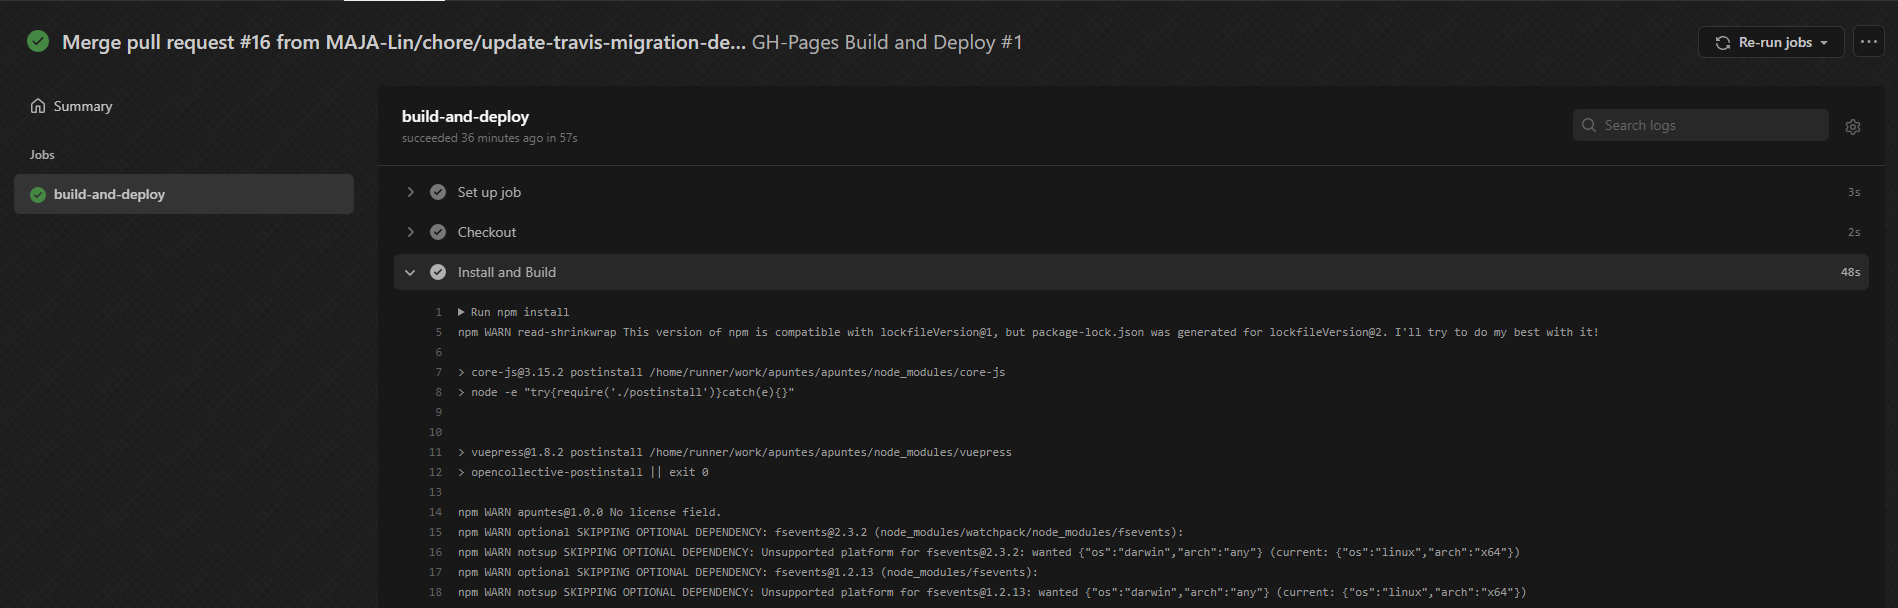 Merge pull request #16 from MAJA-Lin/chore/update-travis-migration-de... GH-Pages Build and Deploy #1
Re-run jobs
Summary
Jobs
build-and-deploy
build-and-deploy
succeeded 36 minutes ago in 57s
Search logs
Set up job 3s
Checkout 2s
Install and Build 48s
1 Run npm install
5 npm WARN read-shrinkwrap This version of npm is compatible with lockfileVersion@1, but package-lock.json was generated for lockfileVersion@2. I'll try to do my best with it!
6
7 > core-js@3.15.2 postinstall /home/runner/work/apuntes/apuntes/node_modules/core-js
8 > node -e "try{require('./postinstall')}catch(e){}"
9
10
11 > vuepress@1.8.2 postinstall /home/runner/work/apuntes/apuntes/node_modules/vuepress
12 > opencollective-postinstall || exit 0
13
14 npm WARN apuntes@1.0.0 No license field.
15 npm WARN optional SKIPPING OPTIONAL DEPENDENCY: fsevents@2.3.2 (node_modules/watchpack/node_modules/fsevents):
16 npm WARN notsup SKIPPING OPTIONAL DEPENDENCY: Unsupported platform for fsevents@2.3.2: wanted {"os":"darwin","arch":"any"} (current: {"os":"linux","arch":"x64"})
17 npm WARN optional SKIPPING OPTIONAL DEPENDENCY: fsevents@1.2.13 (node_modules/fsevents):
18 npm WARN notsup SKIPPING OPTIONAL DEPENDENCY: Unsupported platform for fsevents@1.2.13: wanted {"os":"darwin","arch":"any"} (current: {"os":"linux","arch":"x64"})